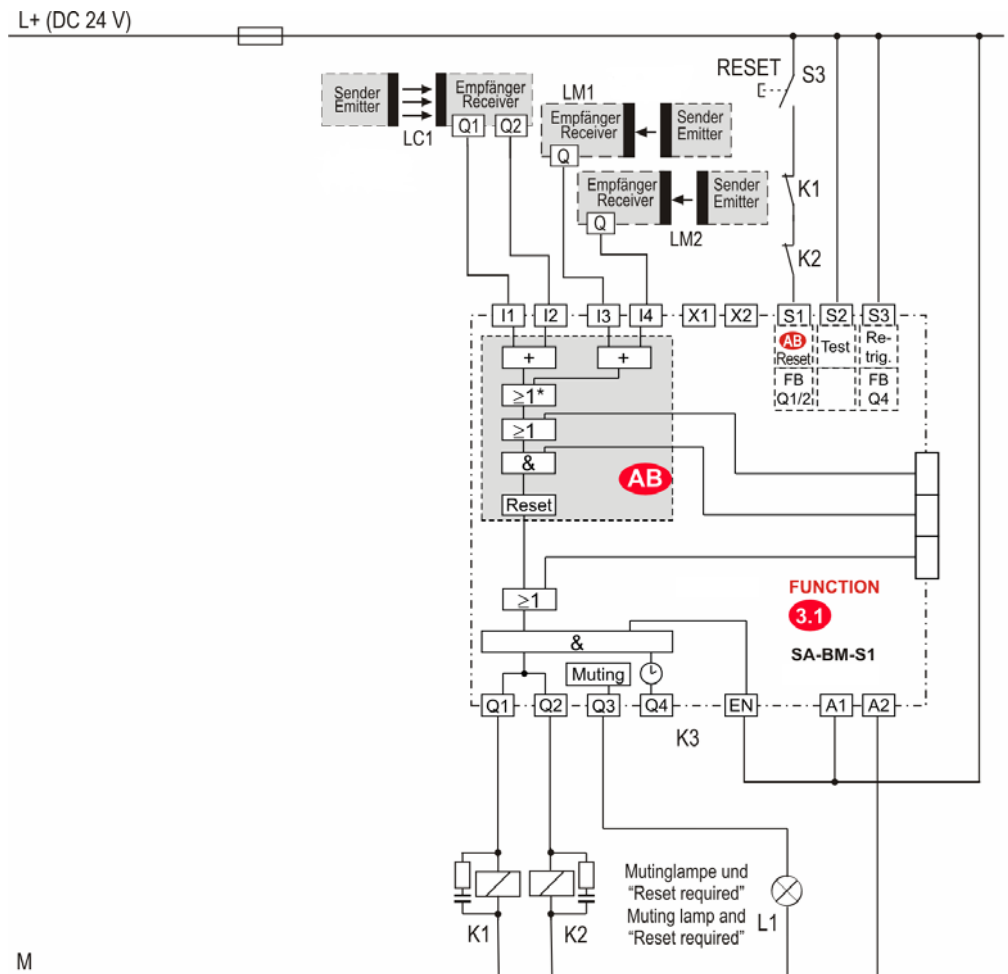 L+ (DC 24 V)
RESET
S3
Sender
Emitter
Empfänger
Receiver
Q1
Q2
LC1
LM1
Empfänger
Receiver
Sender
Emitter
Q
Empfänger
Receiver
Sender
Emitter
Q
LM2
K1
K2
I1
I2
I3
I4
X1
X2
S1
S2
S3
AB
Reset
Test
Re-
trig.
FB
Q1/2
FB
Q4
+
+
≥1*
≥1
&
AB
Reset
≥1
FUNCTION
3.1
SA-BM-S1
&
Muting
Q1
Q2
Q3
Q4
EN
A1
A2
K3
Mutinglampe und
“Reset required”
Muting lamp and
“Reset required”
L1
K1
K2
M